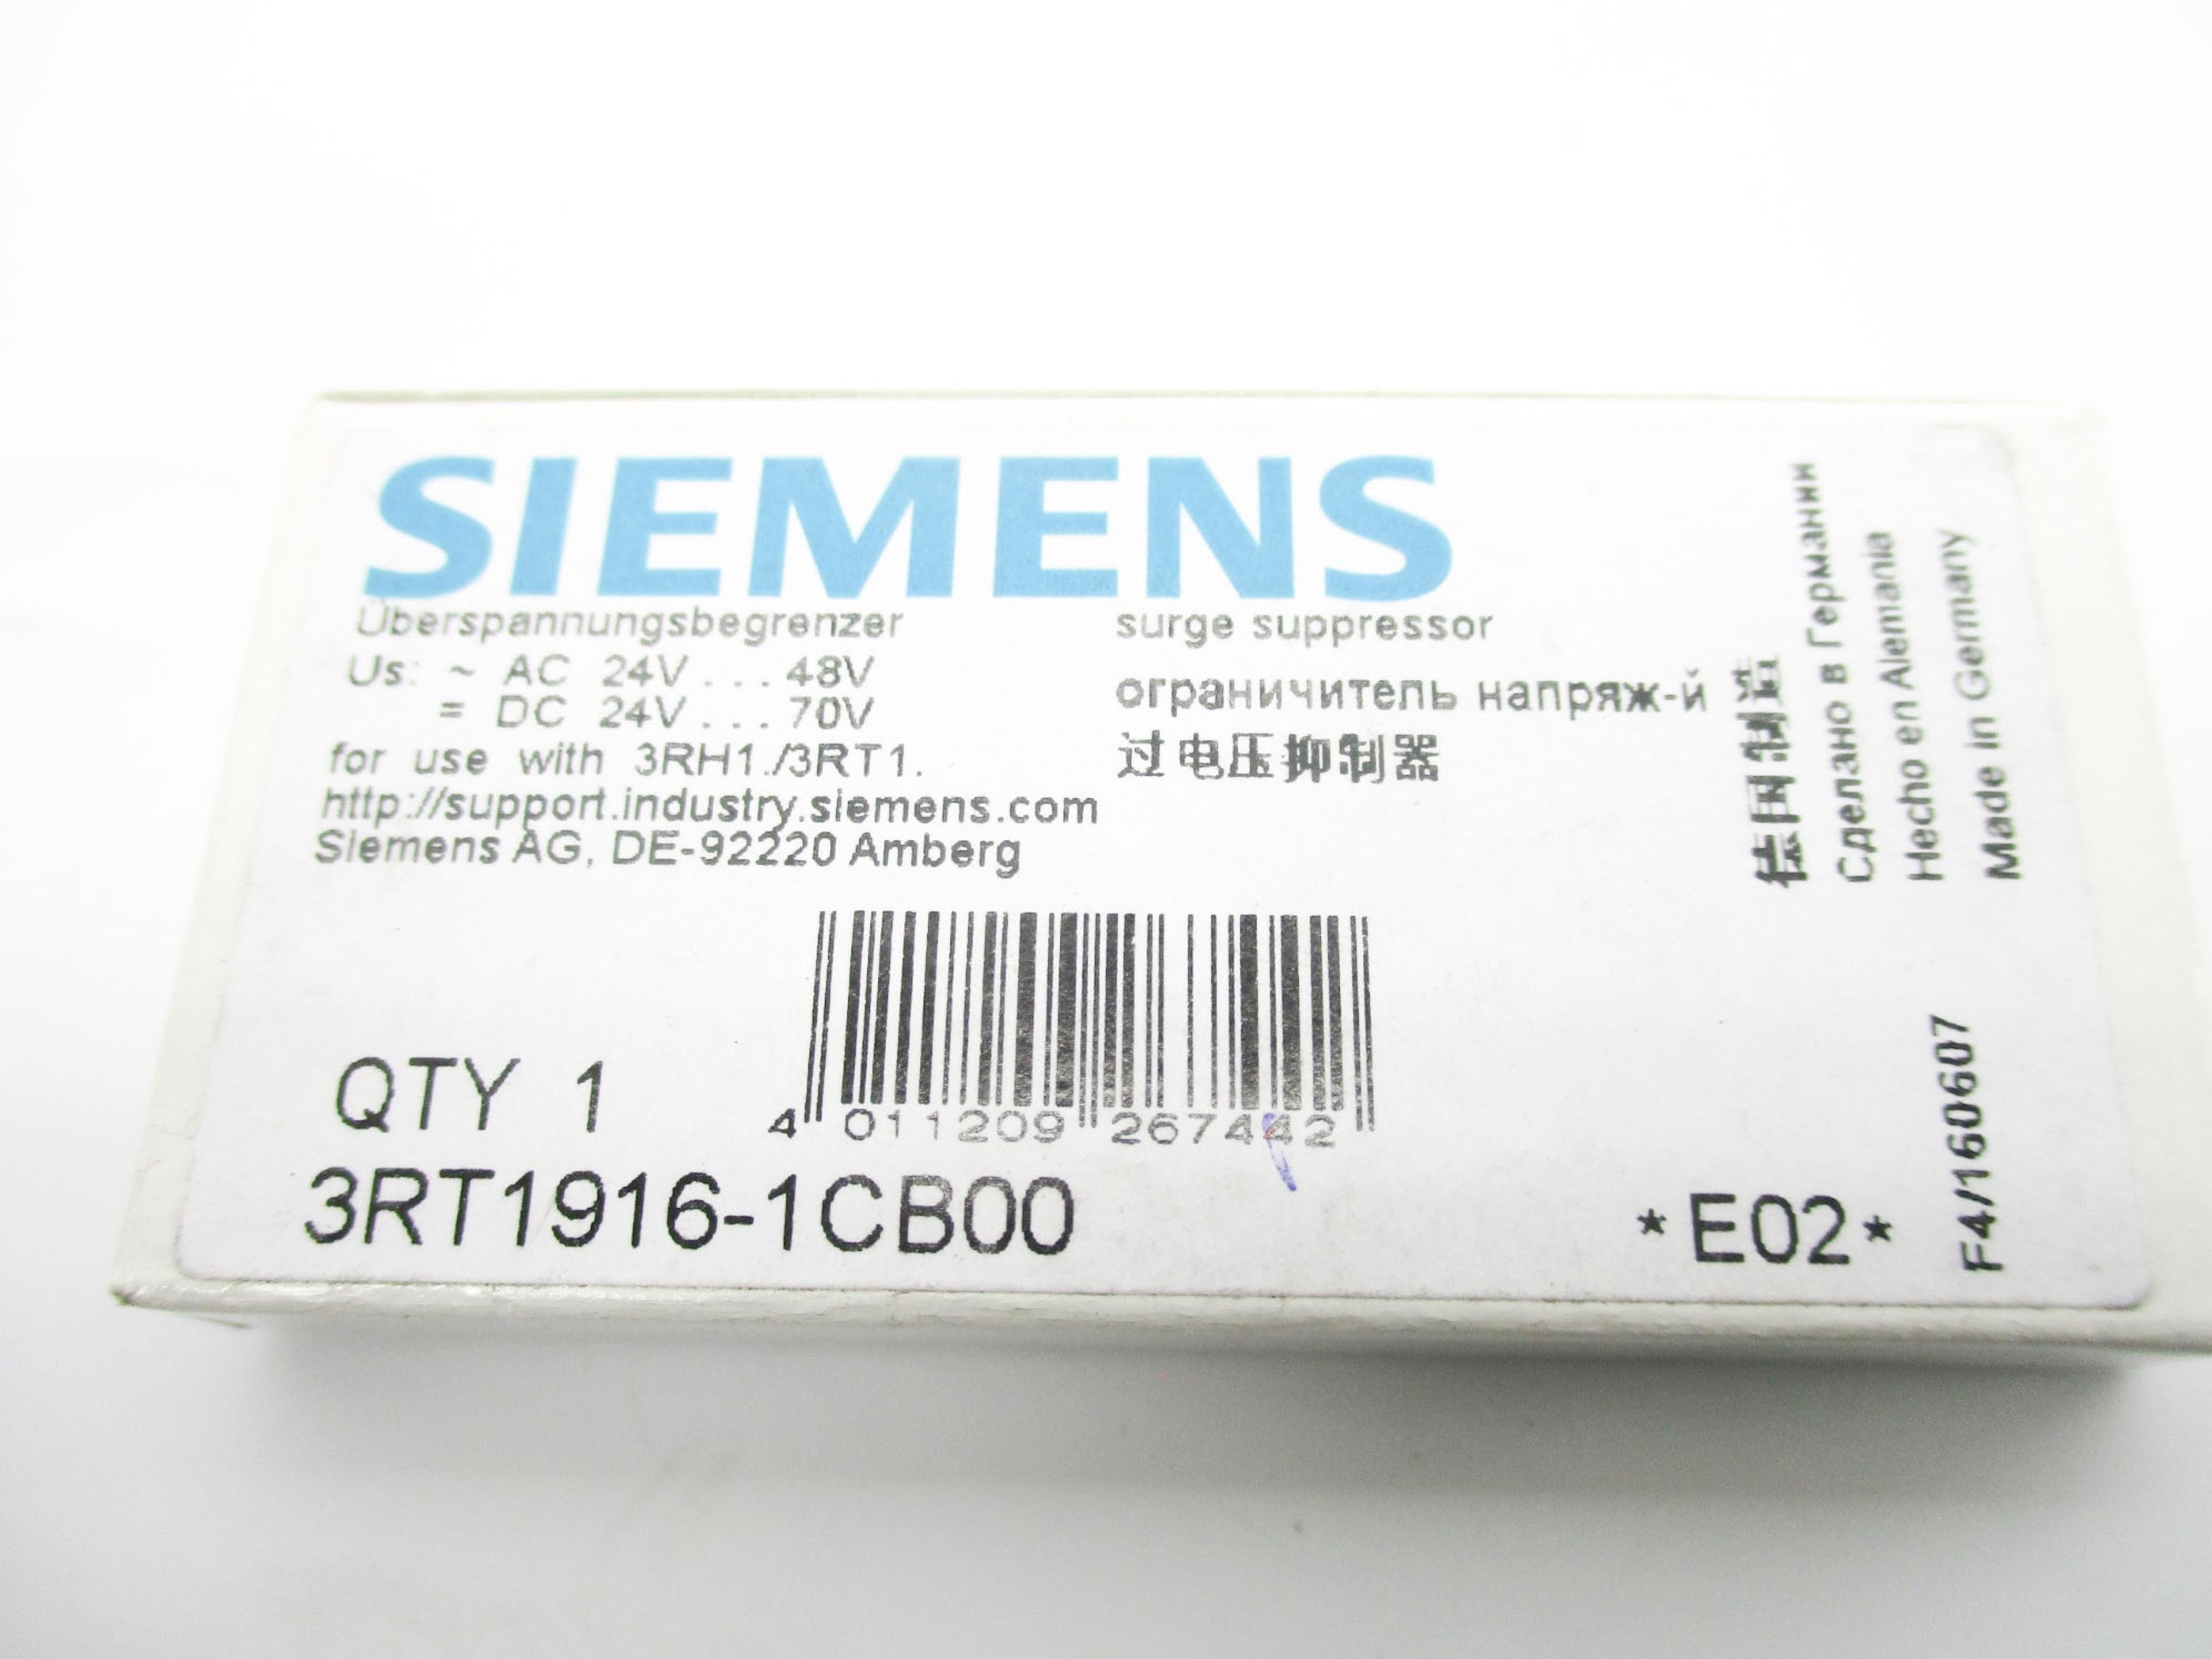 SIEMENS
Überspannungsbegrenzer
Us: ~ AC 24V...48V
= DC 24V...70V
for use with 3RH1./3RT1.
http://support.industry.siemens.com
Siemens AG, DE-92220 Amberg
surge suppressor
ограничитель напряж-й
过电压抑制器
德国制造
Сделано в Германии
Hecho en Alemania
Made in Germany
QTY 1
4 011209 267442
3RT1916-1CB00
*E02*
F4/160607